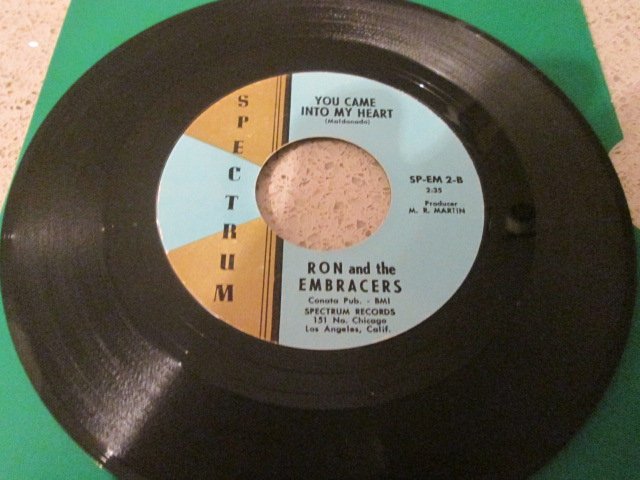 SPECTRUM
YOU CAME
INTO MY HEART
(Maldonado)
SP-EM 2-B
2:35
Producer
M. R. MARTIN
RON and the
EMBRACERS
Conata Pub. - BMI
SPECTRUM RECORDS
151 No. Chicago
Los Angeles, Calif.